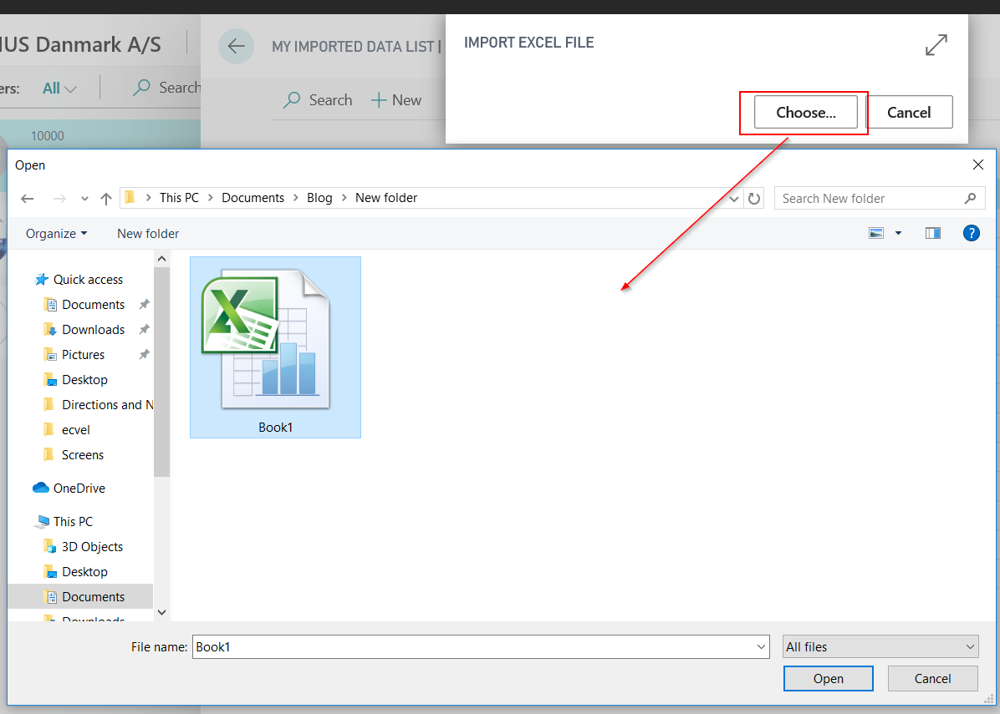 IUS Danmark A/S
MY IMPORTED DATA LIST |
IMPORT EXCEL FILE
ers: All
Search
Search
New
Choose...
Cancel
10000
Open
This PC > Documents > Blog > New folder
Search New folder
Organize
New folder
?
Quick access
Documents
Downloads
Pictures
Desktop
Directions and N
ecvel
Screens
OneDrive
This PC
3D Objects
Desktop
Documents
Downloads
Book1
File name: Book1
All files
Open
Cancel